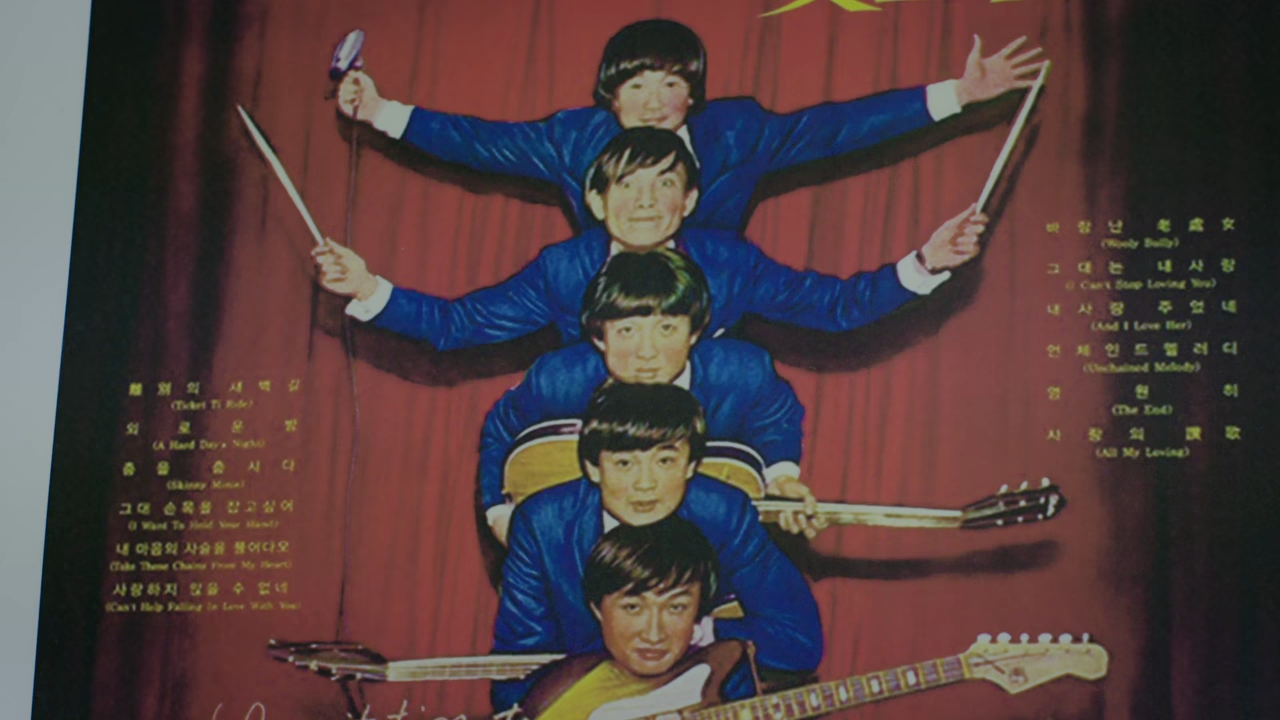 離別의 새벽길
(Ticket Ti Ride)
외로운 밤
(A Hard Day's Night)
춤을 춥시다
(Skinny Minie)
그대 손목을 잡고싶어
(I Want To Hold Your Hand)
내 마음의 사슬을 풀어다오
(Take These Chains From My Heart)
사랑하지 않을 수 없네
(Can't Help Falling In Love With You)
바람난 老處女
(Wooly Bully)
그대는 내사랑
(I Can't Stop Loving You)
내사랑 주었네
(And I Love Her)
언체인드 멜러디
(Unchained Melody)
영원히
(The End)
사랑의 讚歌
(All My Loving)